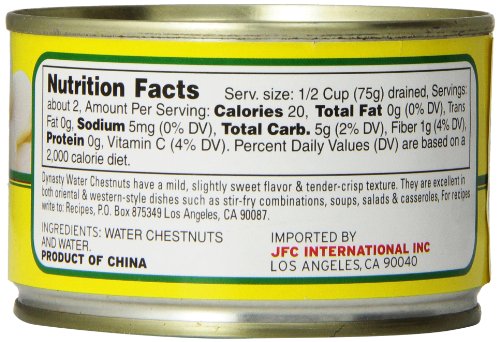 Nutrition Facts Serv. size: 1/2 Cup (75g) drained, Servings:
about 2, Amount Per Serving: Calories 20, Total Fat 0g (0% DV), Trans
Fat 0g, Sodium 5mg (0% DV), Total Carb. 5g (2% DV), Fiber 1g (4% DV),
Protein 0g, Vitamin C (4% DV). Percent Daily Values (DV) are based on a
2,000 calorie diet.
Dynasty Water Chestnuts have a mild, slightly sweet flavor & tender-crisp texture. They are excellent in
both oriental & western-style dishes such as stir-fry combinations, soups, salads & casseroles, For recipes
write to: Recipes, P.O. Box 875349 Los Angeles, CA 90087.
INGREDIENTS: WATER CHESTNUTS
AND WATER.
PRODUCT OF CHINA
IMPORTED BY
JFC INTERNATIONAL INC
LOS ANGELES, CA 90040